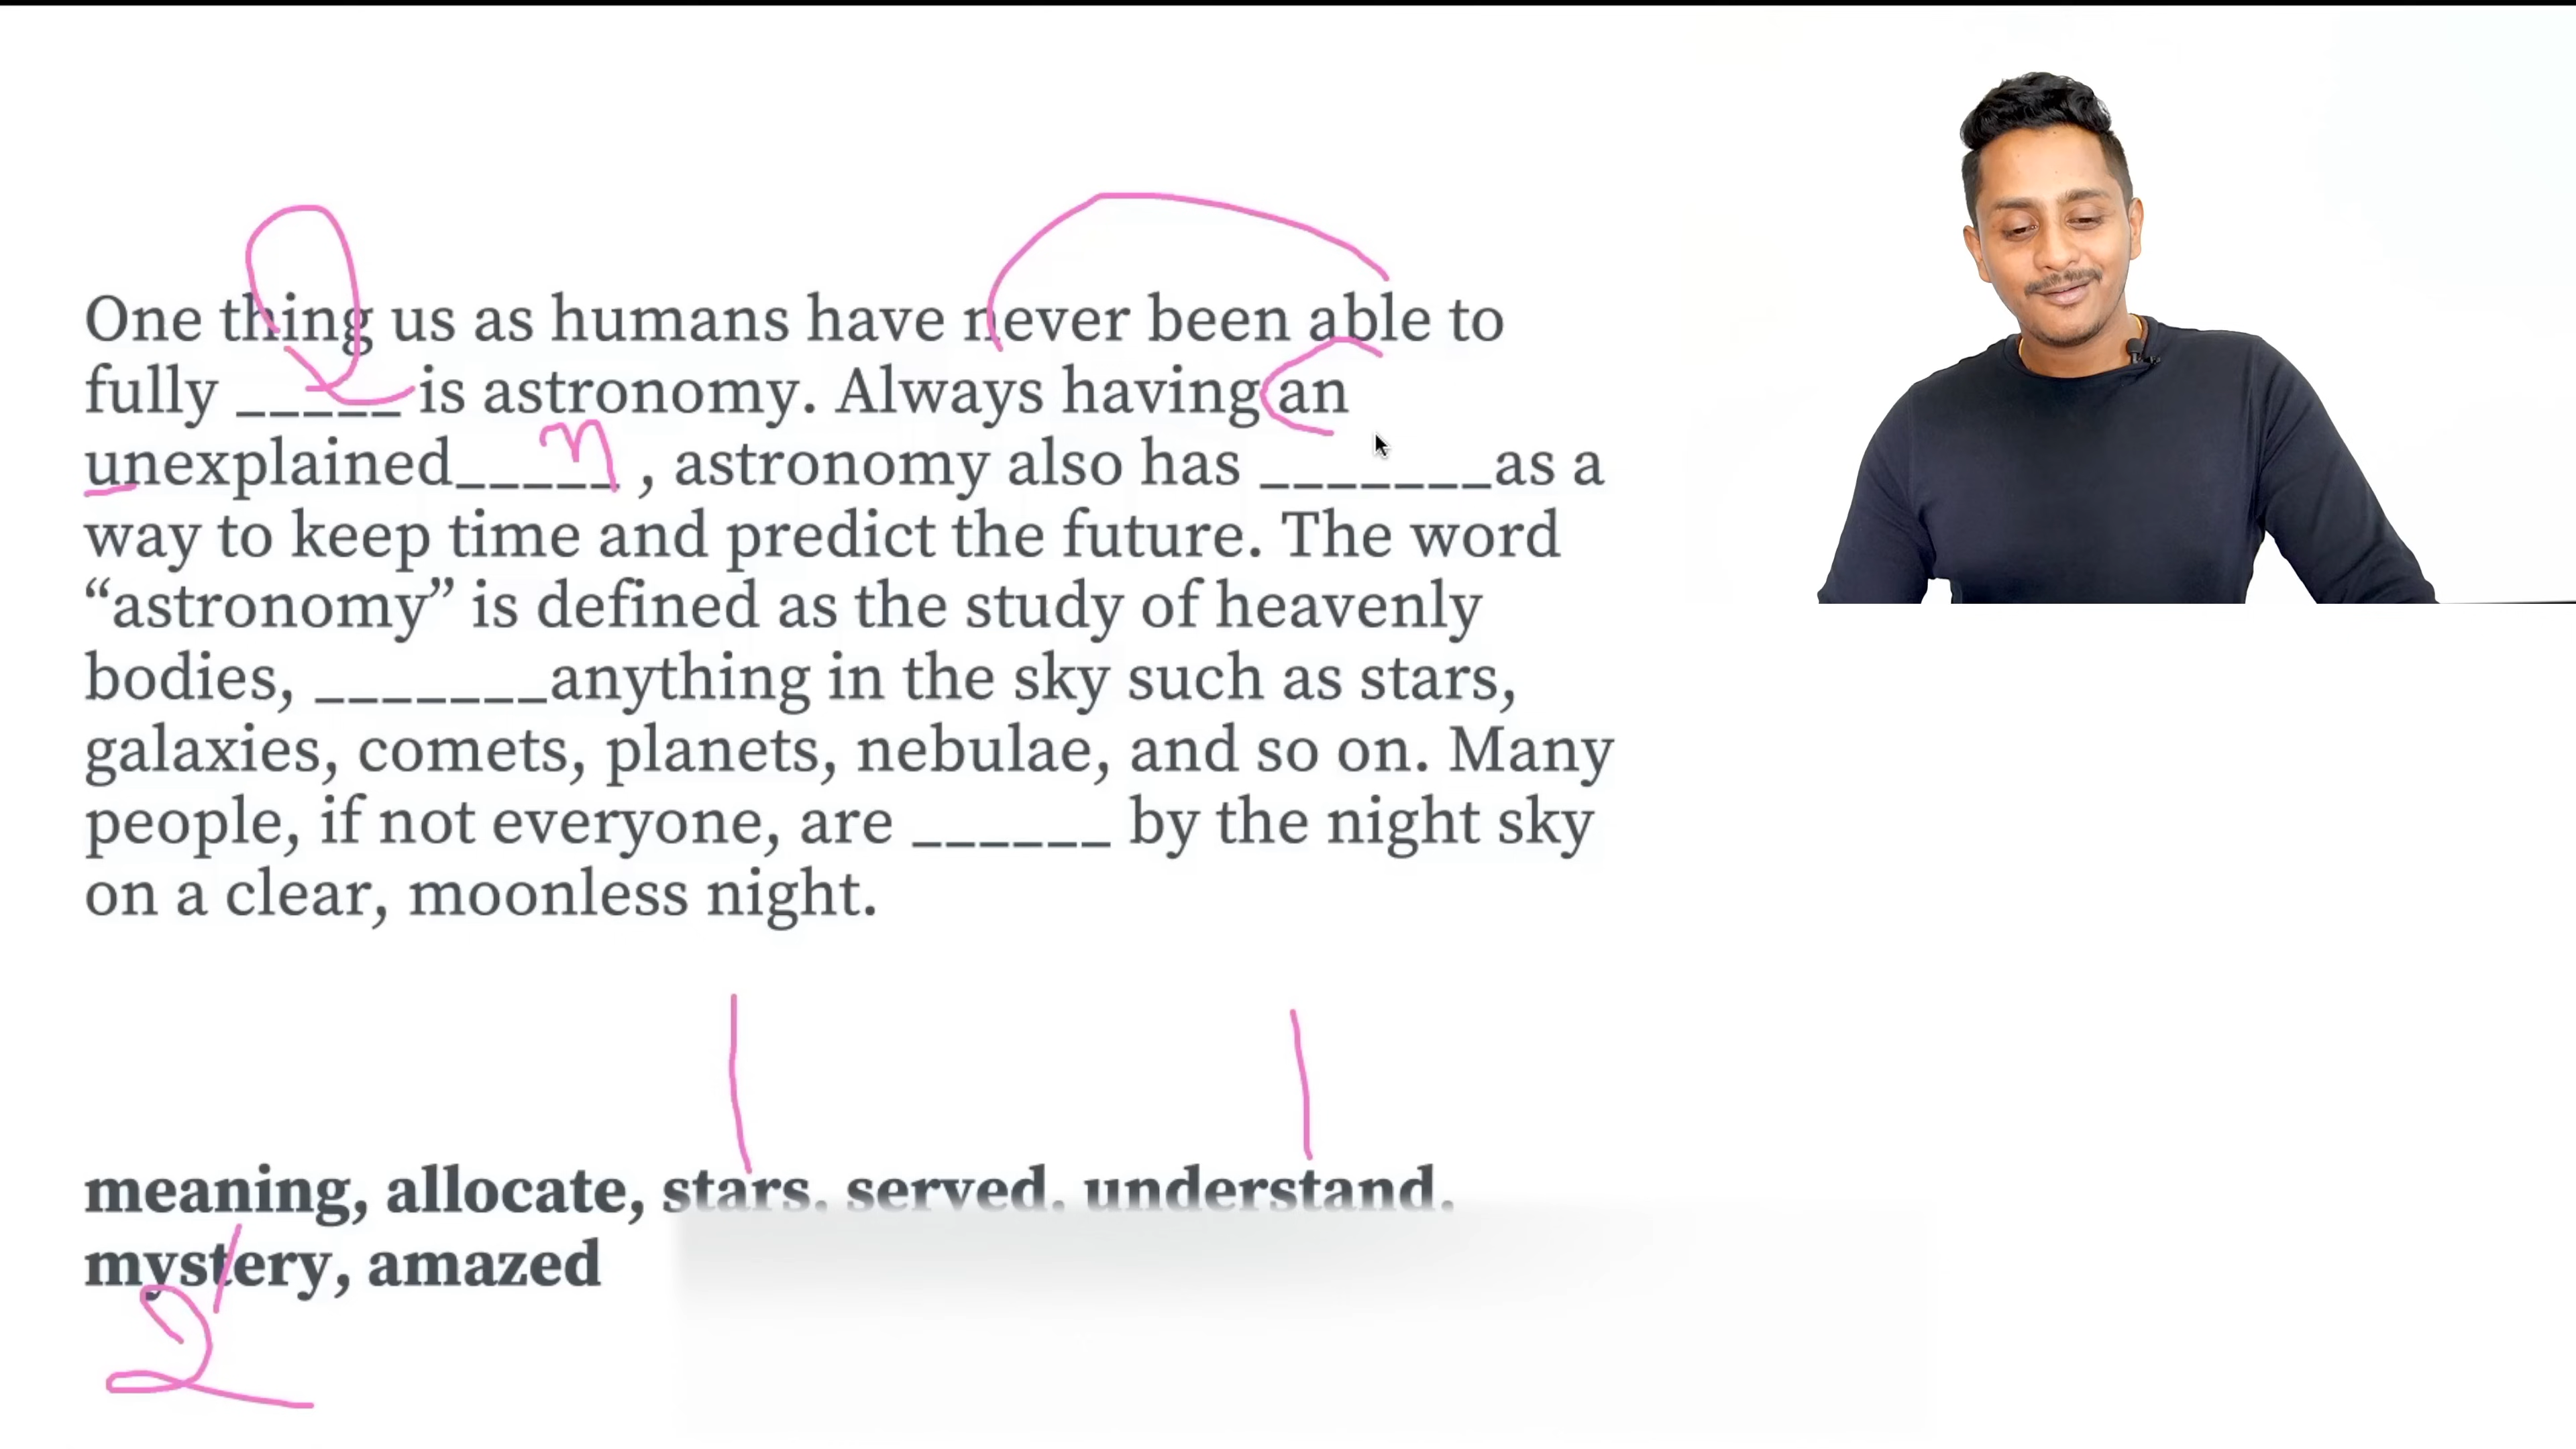 One thing us as humans have never been able to
fully _____ is astronomy. Always having an
unexplained_____ , astronomy also has _______as a
way to keep time and predict the future. The word
“astronomy” is defined as the study of heavenly
bodies, _______anything in the sky such as stars,
galaxies, comets, planets, nebulae, and so on. Many
people, if not everyone, are ______ by the night sky
on a clear, moonless night.
meaning, allocate, stars, served, understand,
mystery, amazed